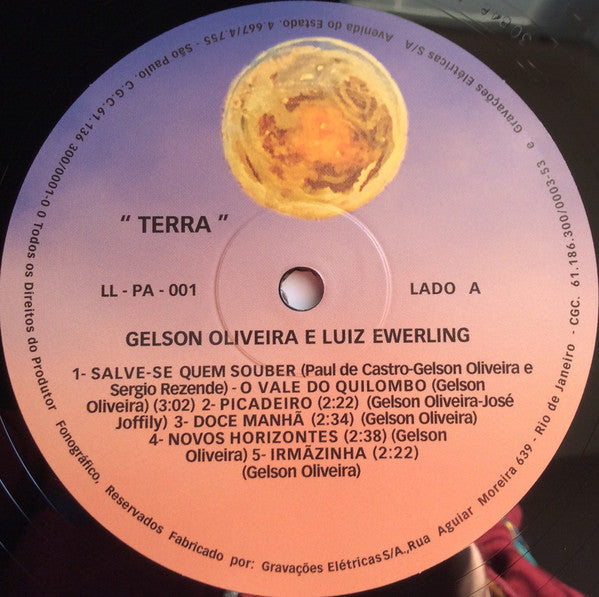 " TERRA "
LL - PA - 001
LADO A
GELSON OLIVEIRA E LUIZ EWERLING
1- SALVE-SE QUEM SOUBER (Paul de Castro-Gelson Oliveira e
Sergio Rezende) - O VALE DO QUILOMBO (Gelson
Oliveira) (3:02) 2- PICADEIRO (2:22) (Gelson Oliveira-José
Joffily) 3- DOCE MANHÃ (2:34) (Gelson Oliveira)
4- NOVOS HORIZONTES (2:38) (Gelson
Oliveira) 5- IRMÃZINHA (2:22)
(Gelson Oliveira)
Todos os Direitos do Produtor Fonográfico, Reservados Fabricado por: Gravações Elétricas S/A.,Rua Aguiar Moreira 639 - Rio de Janeiro - CGC. 61.186.300/0003-53 e Gravações Elétricas S/A Avenida do Estado. 4.667/4.755 - São Paulo. C.G.C.61.136 300/0001-0 0